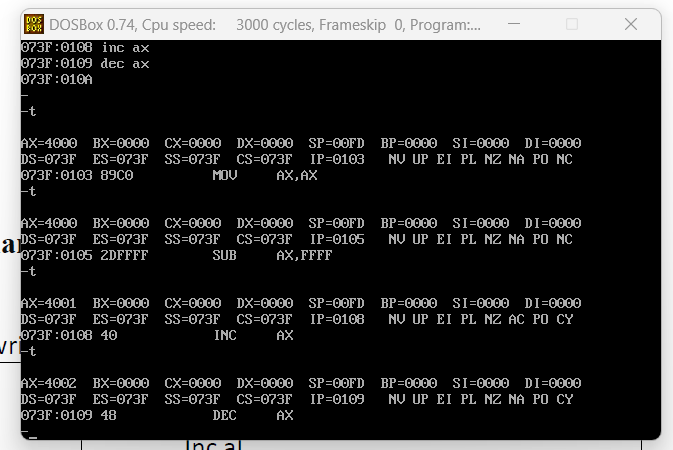 DOSBox 0.74, Cpu speed: 3000 cycles, Frameskip 0, Program:...
073F:0108 inc ax
073F:0109 dec ax
073F:010A
-
-t
AX=4000 BX=0000 CX=0000 DX=0000 SP=00FD BP=0000 SI=0000 DI=0000
DS=073F ES=073F SS=073F CS=073F IP=0103 NV UP EI PL NZ NA PO NC
073F:0103 89C0 MOV AX,AX
-t
AX=4000 BX=0000 CX=0000 DX=0000 SP=00FD BP=0000 SI=0000 DI=0000
DS=073F ES=073F SS=073F CS=073F IP=0105 NV UP EI PL NZ NA PO NC
073F:0105 2DFFFF SUB AX,FFFF
-t
AX=4001 BX=0000 CX=0000 DX=0000 SP=00FD BP=0000 SI=0000 DI=0000
DS=073F ES=073F SS=073F CS=073F IP=0108 NV UP EI PL NZ AC PO CY
073F:0108 40 INC AX
-t
AX=4002 BX=0000 CX=0000 DX=0000 SP=00FD BP=0000 SI=0000 DI=0000
DS=073F ES=073F SS=073F CS=073F IP=0109 NV UP EI PL NZ NA PO CY
073F:0109 48 DEC AX
-
Inc al